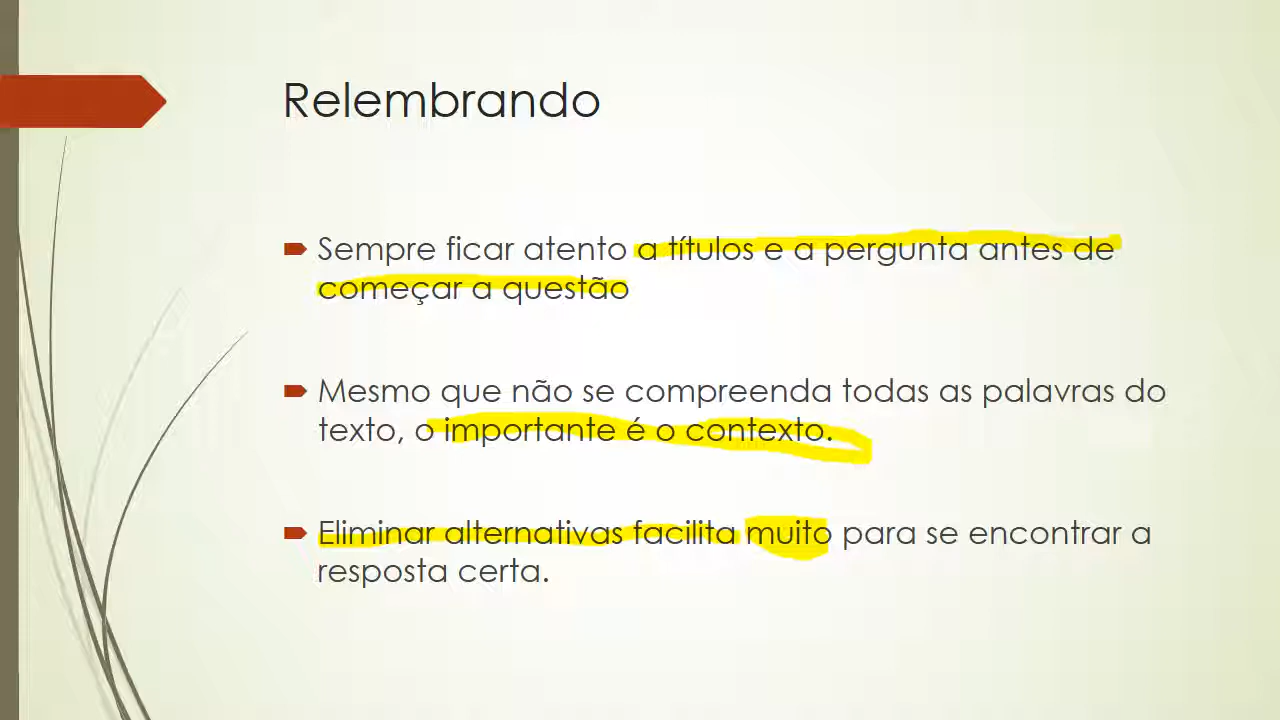 Relembrando
Sempre ficar atento a títulos e a pergunta antes de
começar a questão
Mesmo que não se compreenda todas as palavras do
texto, o importante é o contexto.
Eliminar alternativas facilita muito para se encontrar a
resposta certa.